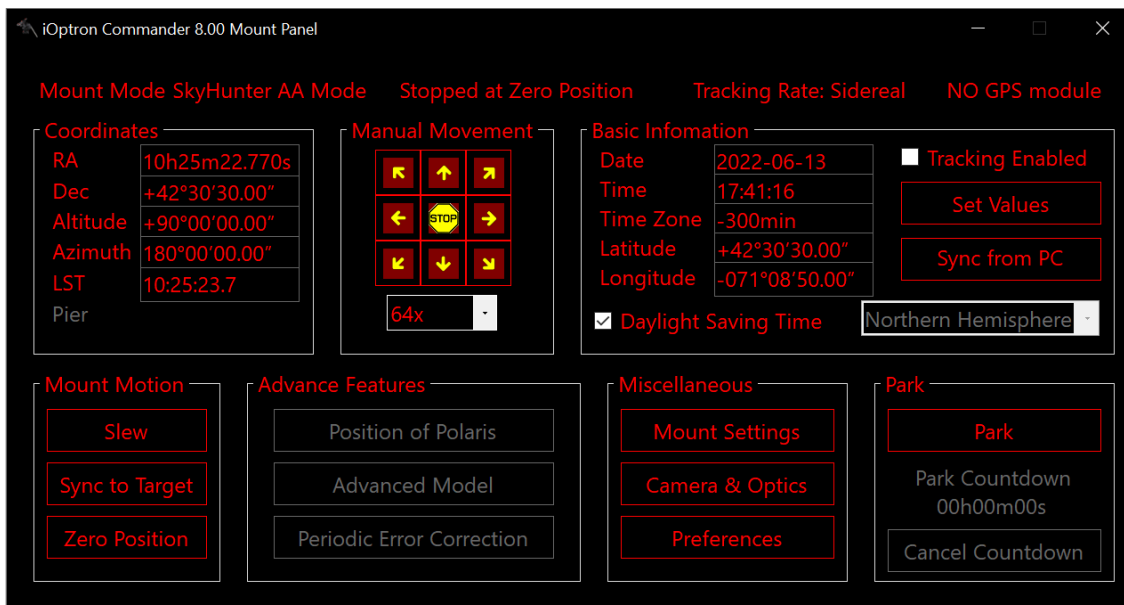 iOptron Commander 8.00 Mount Panel
Mount Mode SkyHunter AA Mode Stopped at Zero Position Tracking Rate: Sidereal NO GPS module
Coordinates
RA 10h25m22.770s
Dec +42°30’30.00”
Altitude +90°00’00.00”
Azimuth 180°00’00.00”
LST 10:25:23.7
Pier
Manual Movement
STOP
64x
Basic Infomation
Date 2022-06-13
Time 17:41:16
Time Zone -300min
Latitude +42°30’30.00”
Longitude -071°08’50.00”
Tracking Enabled
Set Values
Sync from PC
Daylight Saving Time
Northern Hemisphere
Mount Motion
Slew
Sync to Target
Zero Position
Advance Features
Position of Polaris
Advanced Model
Periodic Error Correction
Miscellaneous
Mount Settings
Camera & Optics
Preferences
Park
Park
Park Countdown
00h00m00s
Cancel Countdown